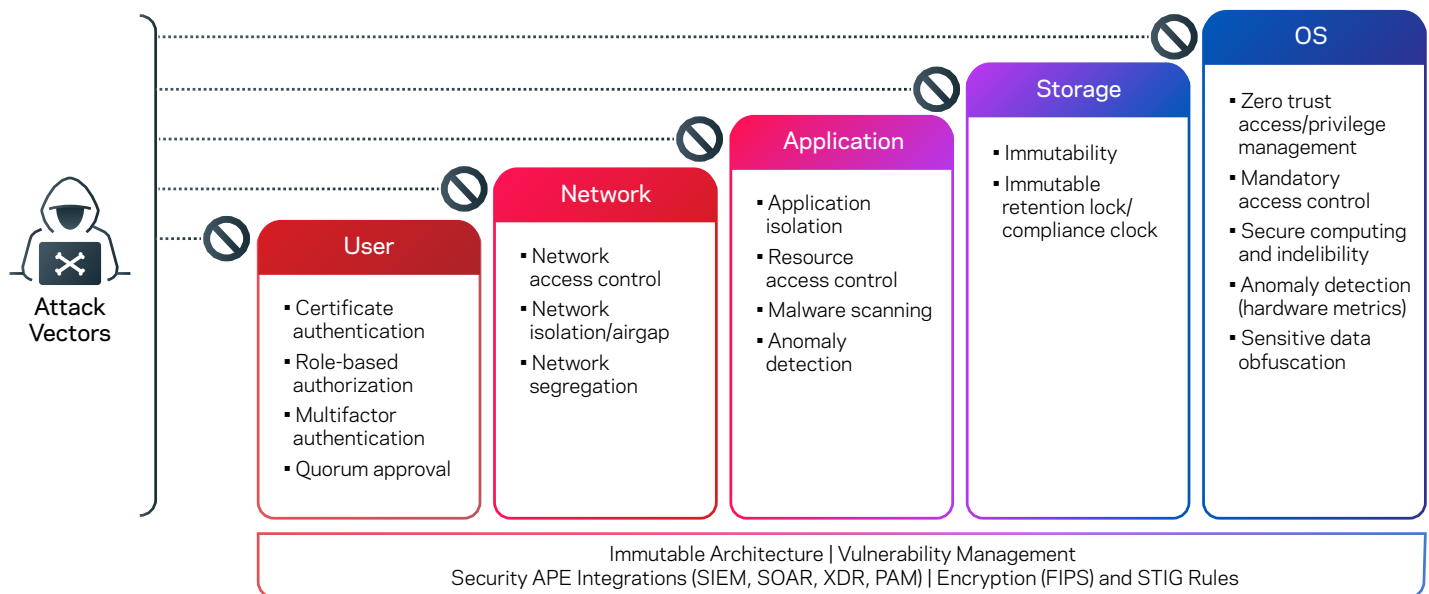 Attack
Vectors
User
▪ Certificate
authentication
▪ Role-based
authorization
▪ Multifactor
authentication
▪ Quorum approval
Network
▪ Network
access control
▪ Network
isolation/airgap
▪ Network
segregation
Application
▪ Application
isolation
▪ Resource
access control
▪ Malware scanning
▪ Anomaly
detection
Storage
▪ Immutability
▪ Immutable
retention lock/
compliance clock
OS
▪ Zero trust
access/privilege
management
▪ Mandatory
access control
▪ Secure computing
and indelibility
▪ Anomaly detection
(hardware metrics)
▪ Sensitive data
obfuscation
Immutable Architecture | Vulnerability Management
Security APE Integrations (SIEM, SOAR, XDR, PAM) | Encryption (FIPS) and STIG Rules